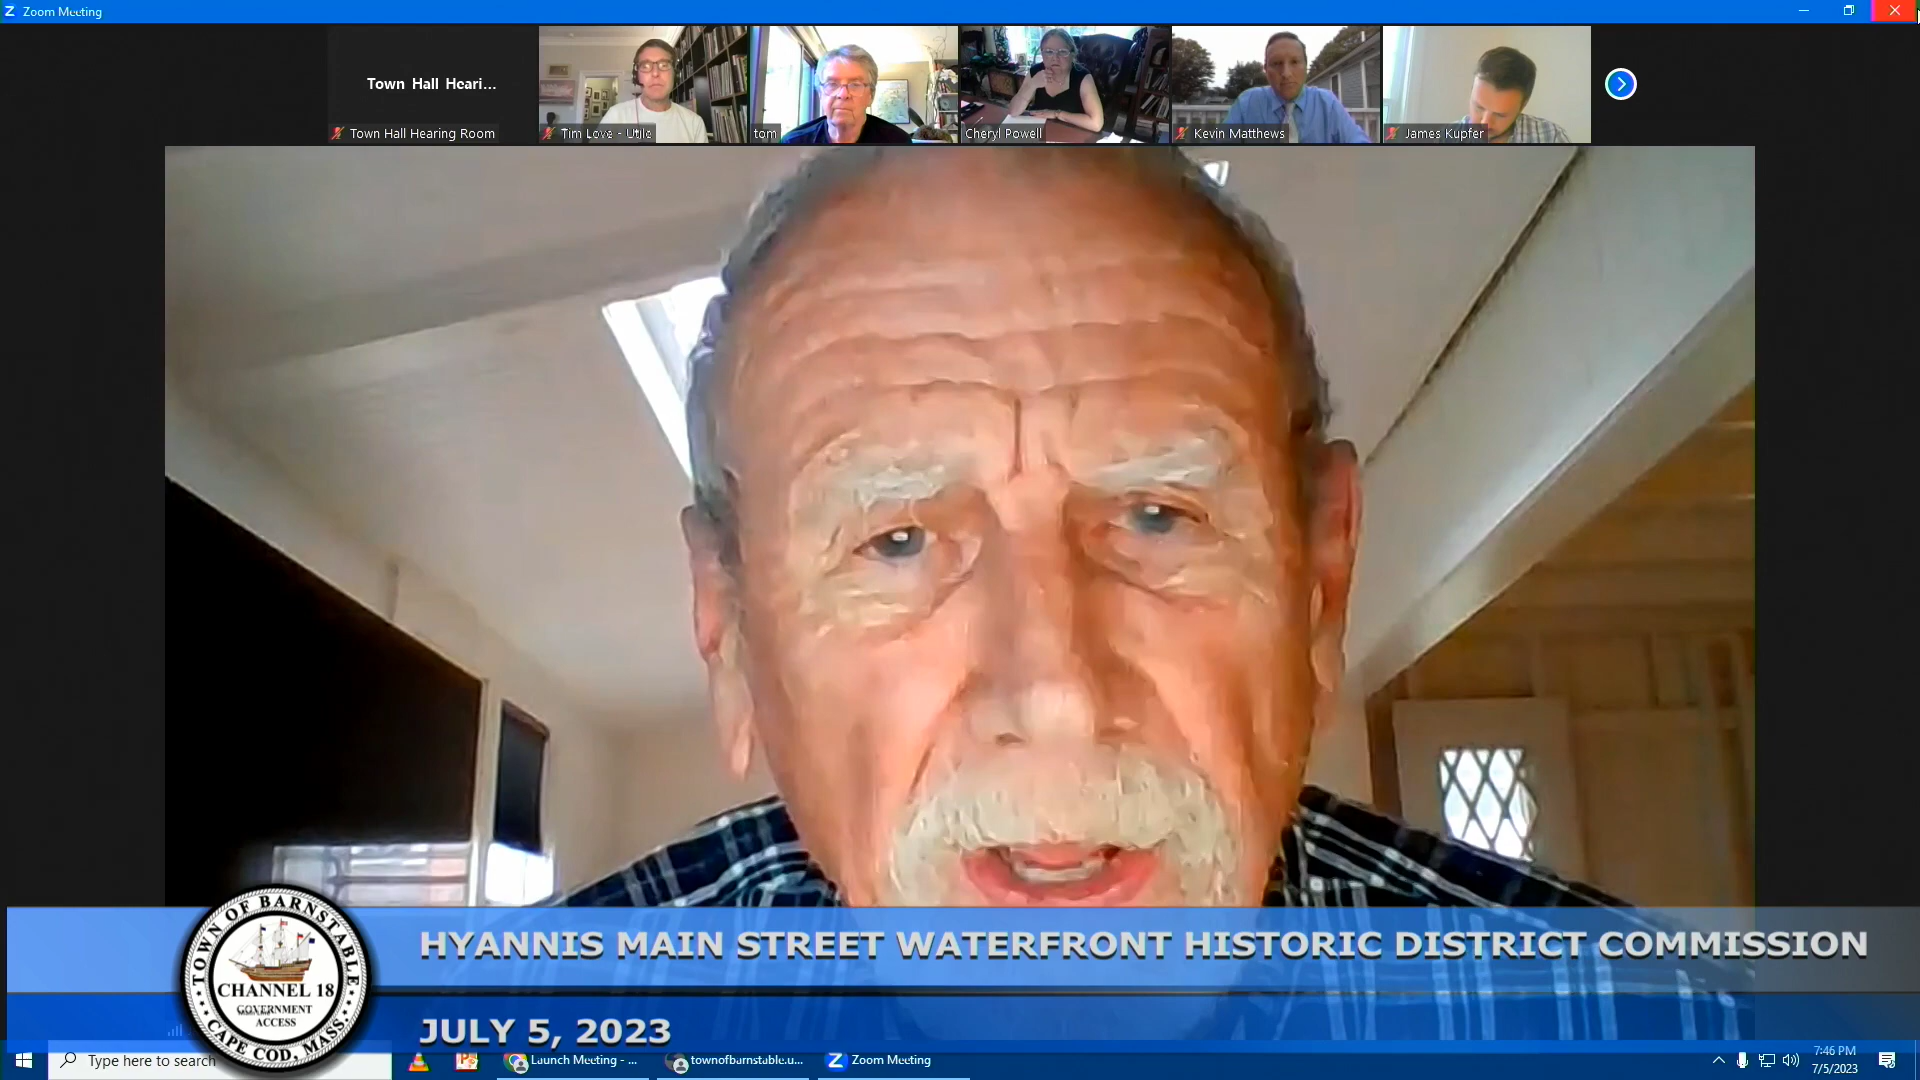 Zoom Meeting
Town Hall Heari...
Town Hall Hearing Room
Tim Love - Utile
tom
Cheryl Powell
Kevin Matthews
James Kupfer
HYANNIS MAIN STREET WATERFRONT HISTORIC DISTRICT COMMISSION
JULY 5, 2023
TOWN OF BARNSTABLE
CHANNEL 18
GOVERNMENT
ACCESS
CAPE COD, MASS.
Type here to search
Launch Meeting - ...
townofbarnstable.u...
Zoom Meeting
7:46 PM
7/5/2023